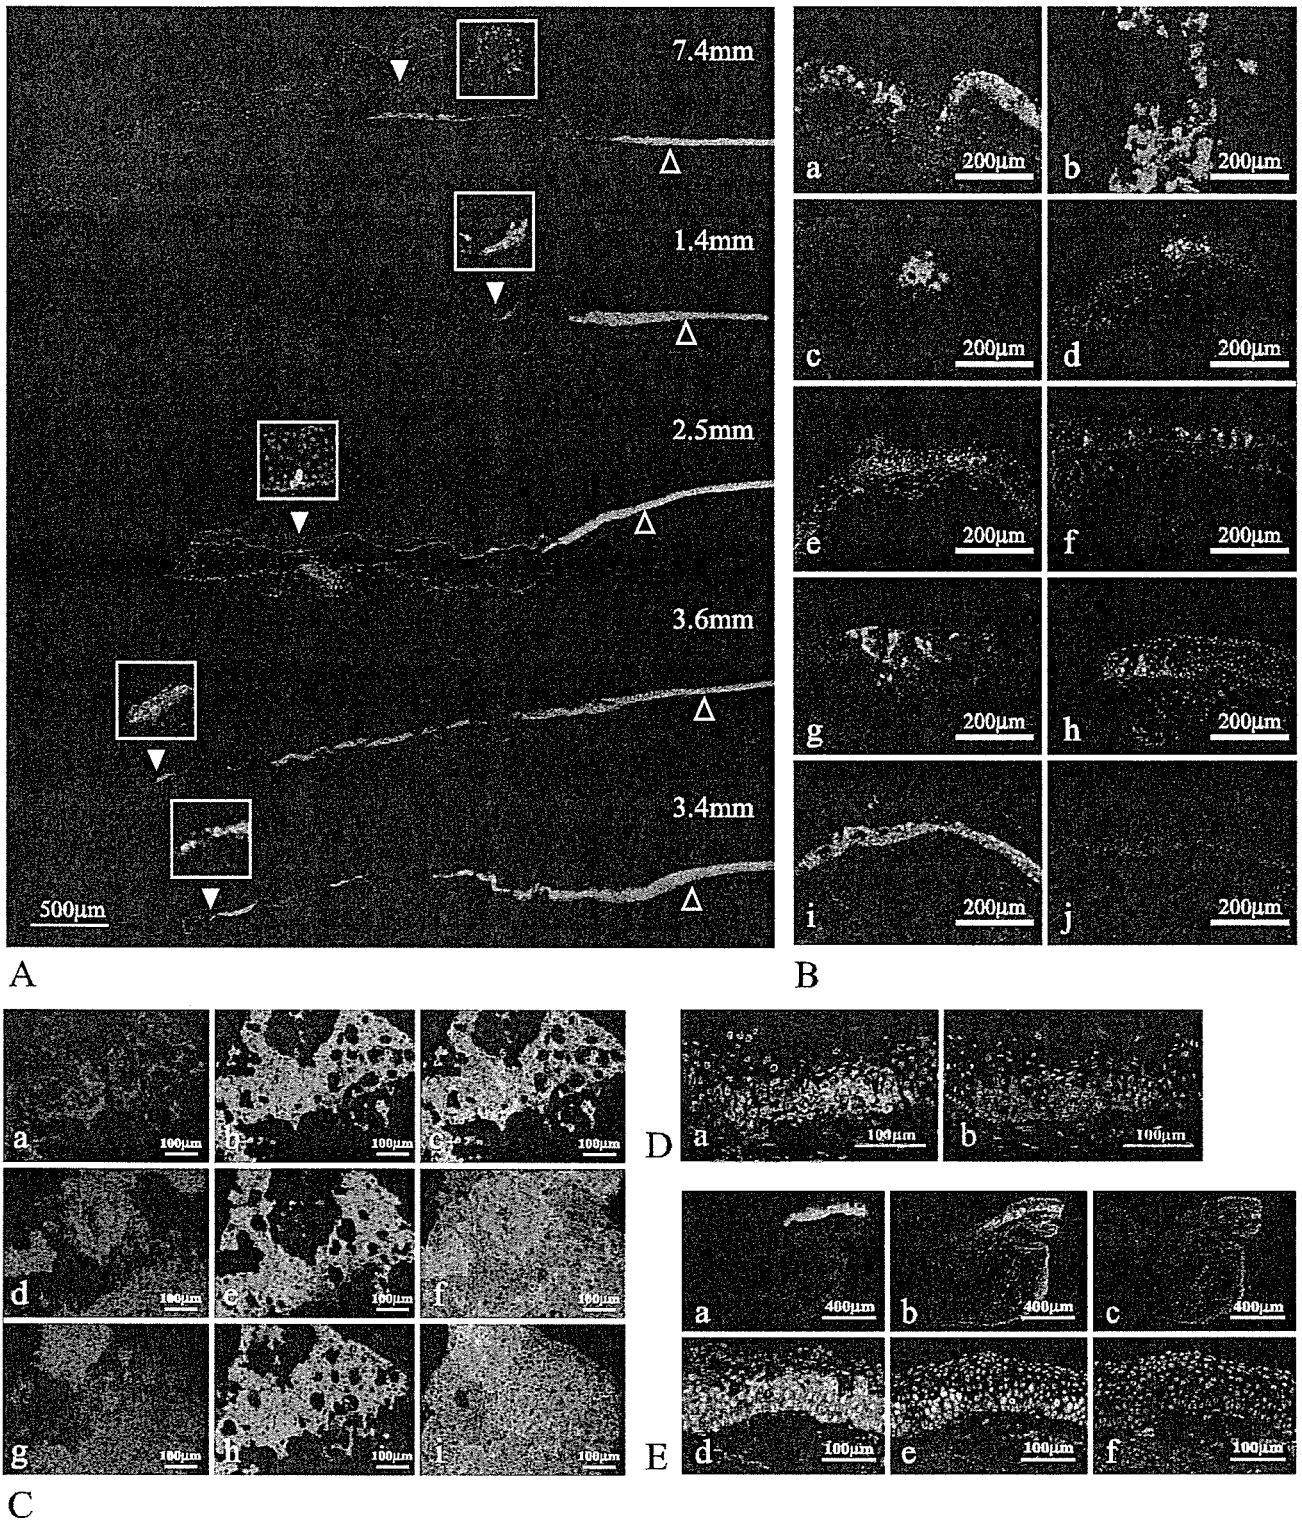 7.4mm
1.4mm
2.5mm
3.6mm
3.4mm
500μm
A
a 200μm
b 200μm
c 200μm
d 200μm
e 200μm
f 200μm
g 200μm
h 200μm
i 200μm
j 200μm
B
a 100μm
b 100μm
c 100μm
d 100μm
e 100μm
f 100μm
g 100μm
h 100μm
i 100μm
C
D
a 100μm
b 100μm
a 400μm
b 400μm
c 400μm
E
d 100μm
e 100μm
f 100μm